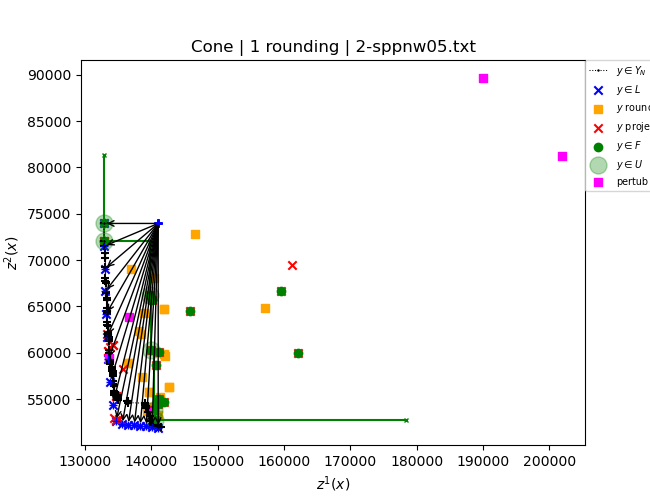 Cone | 1 rounding | 2-sppnw05.txt
90000
85000
80000
75000
70000
65000
60000
55000
z²(x)
130000 140000 150000 160000 170000 180000 190000 200000
z¹(x)
y ∈ Y_N
y ∈ L
y roun
y proje
y ∈ F
y ∈ U
pertub